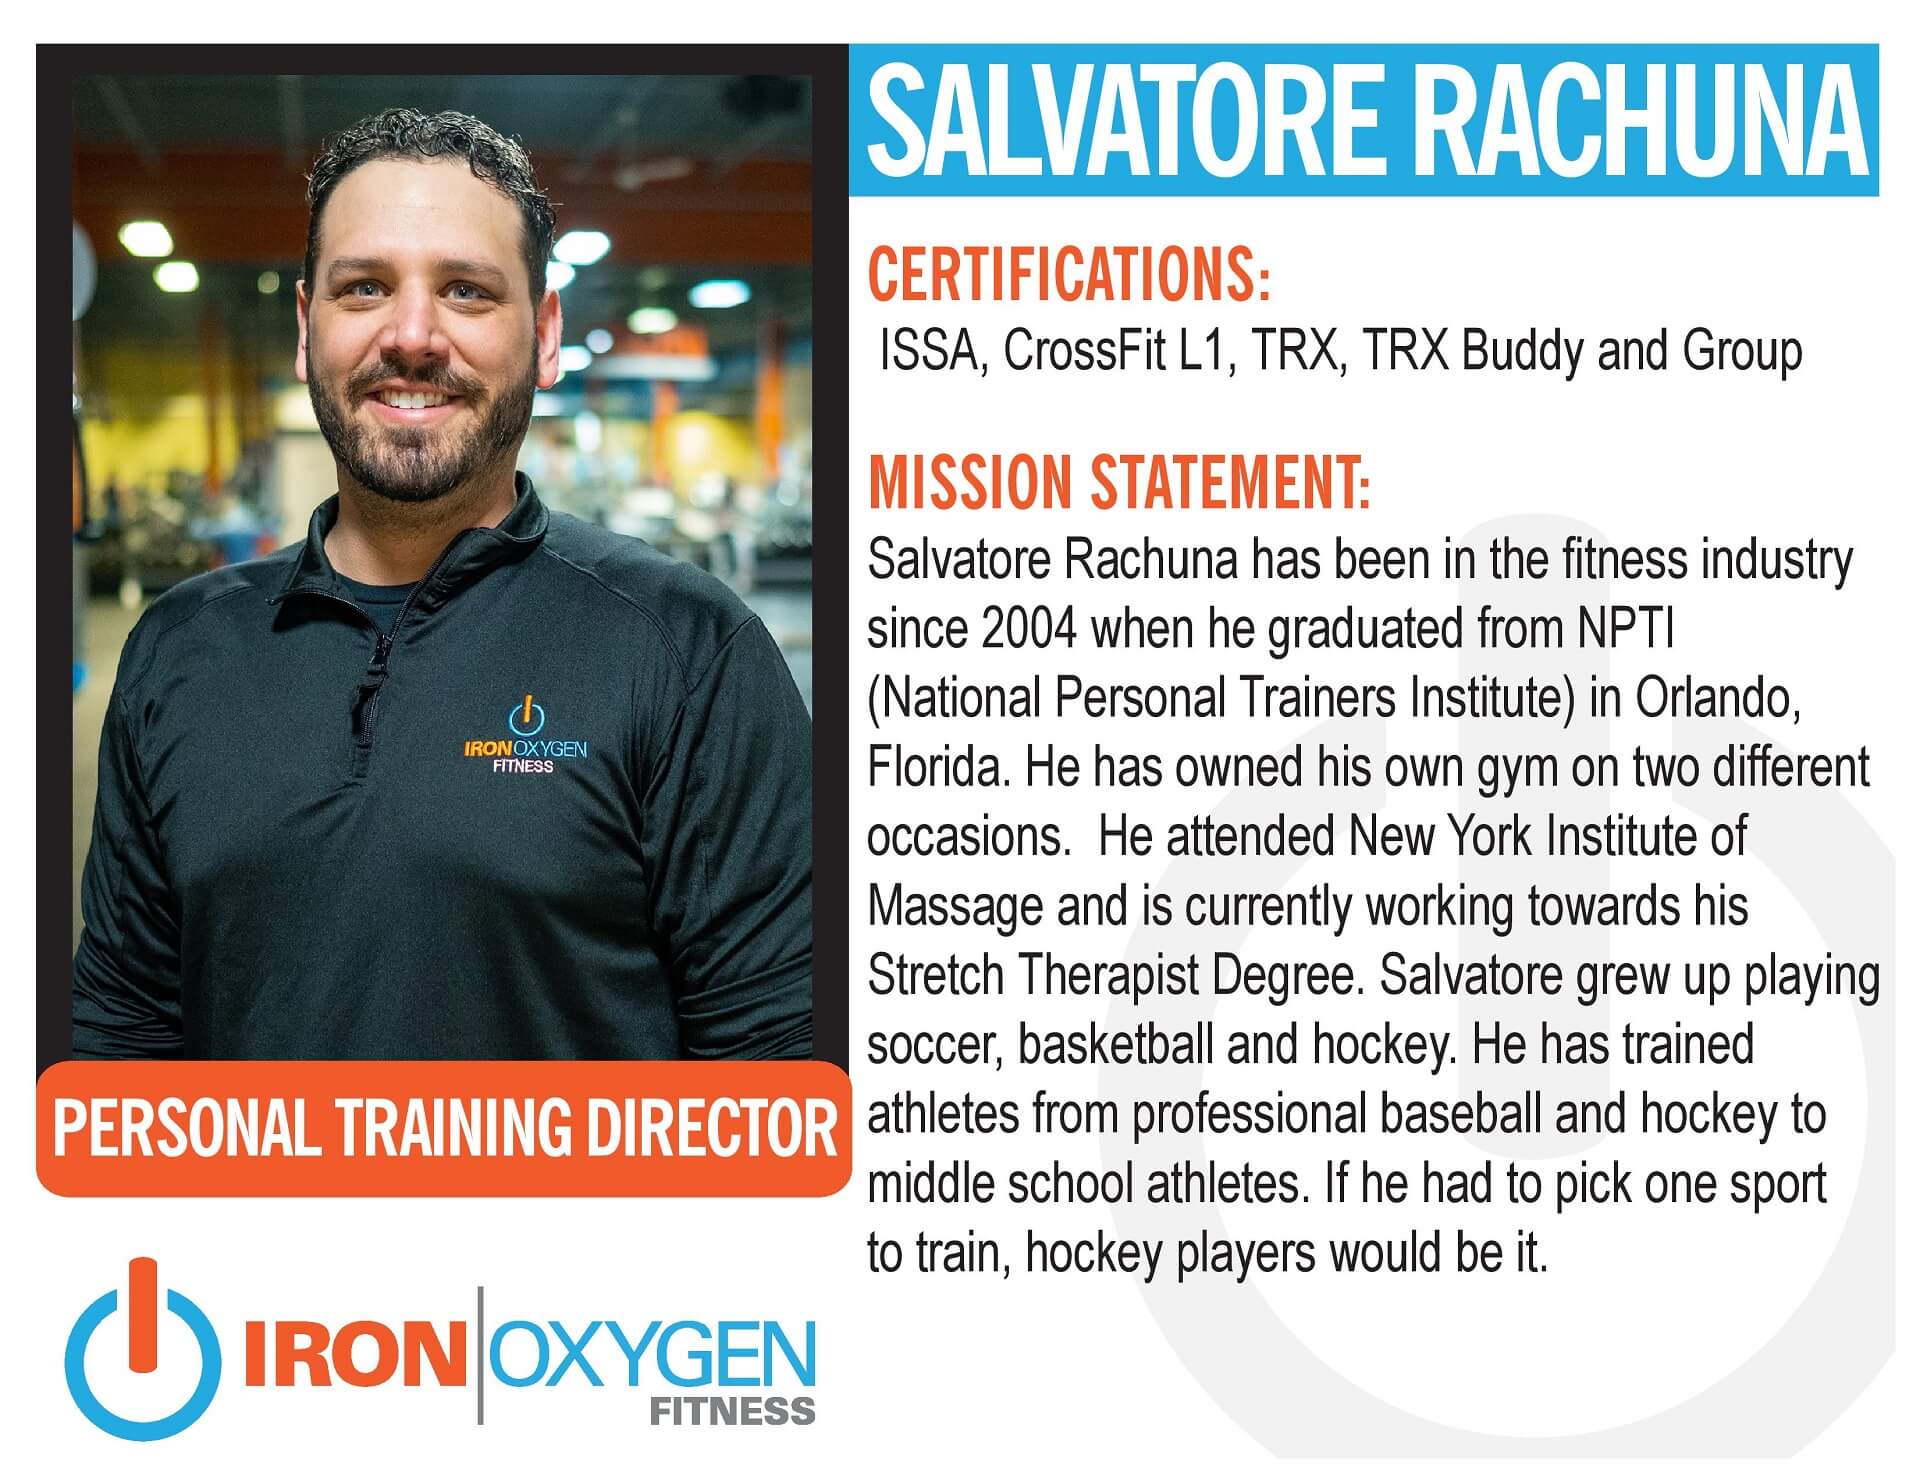 SALVATORE RACHUNA
CERTIFICATIONS:
ISSA, CrossFit L1, TRX, TRX Buddy and Group
MISSION STATEMENT:
Salvatore Rachuna has been in the fitness industry
since 2004 when he graduated from NPTI
(National Personal Trainers Institute) in Orlando,
Florida. He has owned his own gym on two different
occasions.  He attended New York Institute of
Massage and is currently working towards his
Stretch Therapist Degree. Salvatore grew up playing
soccer, basketball and hockey. He has trained
athletes from professional baseball and hockey to
middle school athletes. If he had to pick one sport
to train, hockey players would be it.
IRONOXYGEN
FITNESS
PERSONAL TRAINING DIRECTOR
IRON|OXYGEN
FITNESS